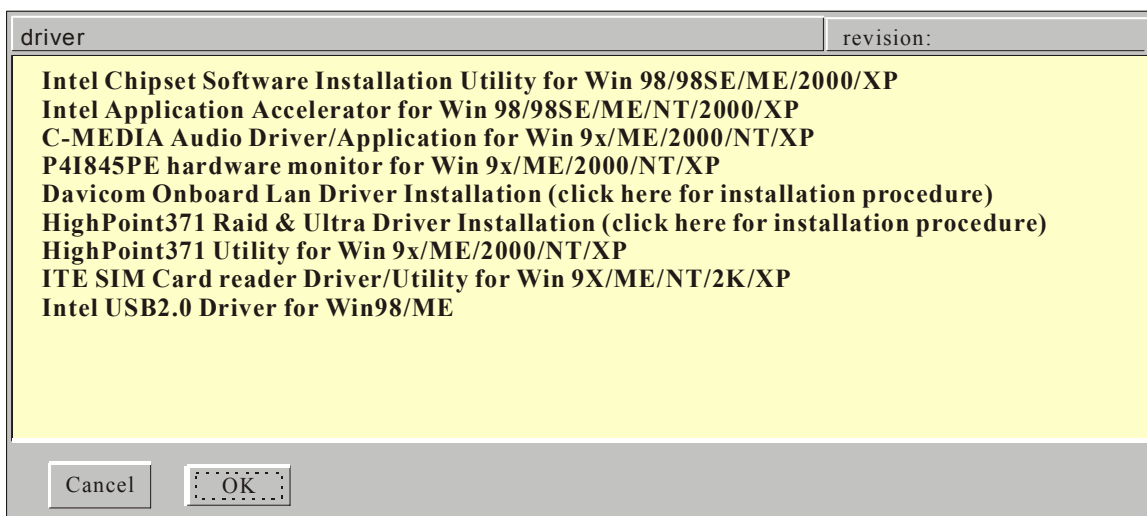 driver
revision:
Intel Chipset Software Installation Utility for Win 98/98SE/ME/2000/XP
Intel Application Accelerator for Win 98/98SE/ME/NT/2000/XP
C-MEDIA Audio Driver/Application for Win 9x/ME/2000/NT/XP
P4I845PE hardware monitor for Win 9x/ME/2000/NT/XP
Davicom Onboard Lan Driver Installation (click here for installation procedure)
HighPoint371 Raid & Ultra Driver Installation (click here for installation procedure)
HighPoint371 Utility for Win 9x/ME/2000/NT/XP
ITE SIM Card reader Driver/Utility for Win 9X/ME/NT/2K/XP
Intel USB2.0 Driver for Win98/ME
Cancel
OK